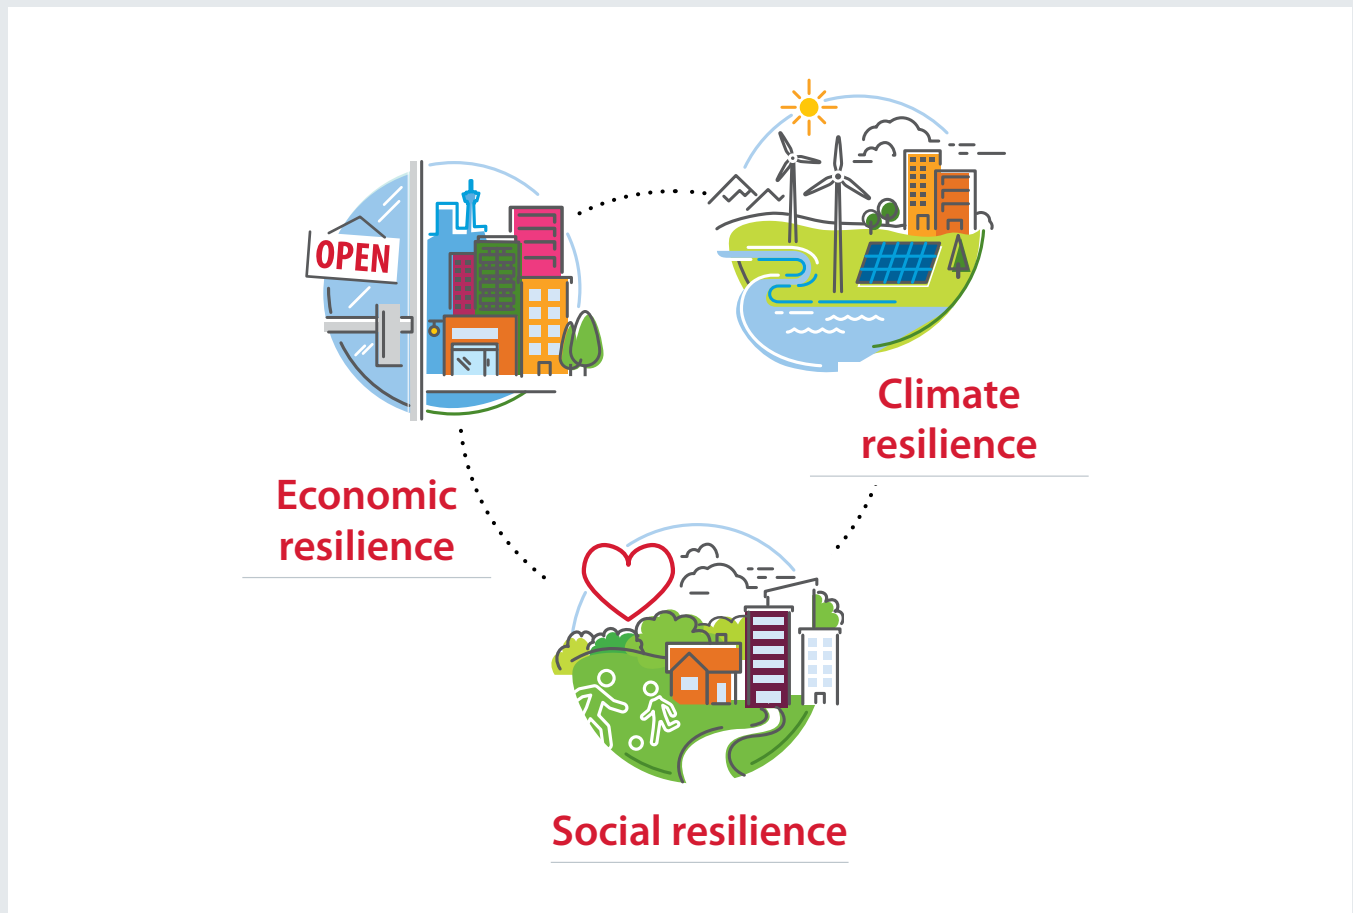 OPEN
Climate
resilience
Economic
resilience
Social resilience